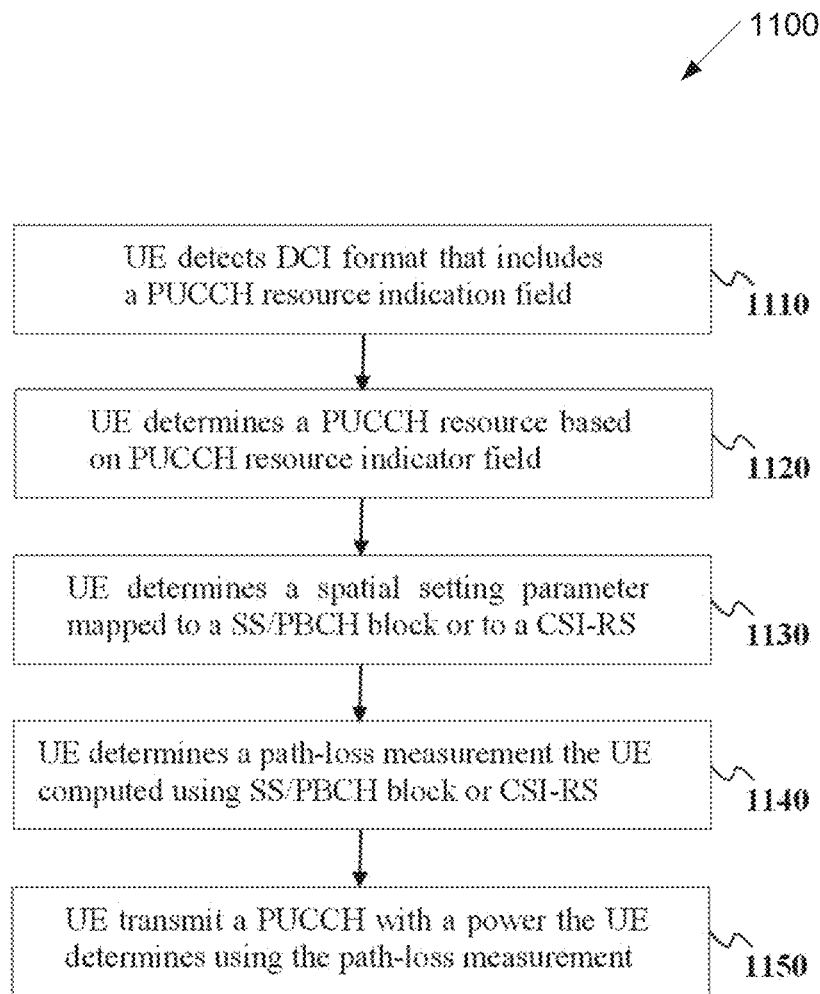 1100
UE detects DCI format that includes
a PUCCH resource indication field
1110
UE determines a PUCCH resource based
on PUCCH resource indicator field
1120
UE determines a spatial setting parameter
mapped to a SS/PBCH block or to a CSI-RS
1130
UE determines a path-loss measurement the UE
computed using SS/PBCH block or CSI-RS
1140
UE transmit a PUCCH with a power the UE
determines using the path-loss measurement
1150